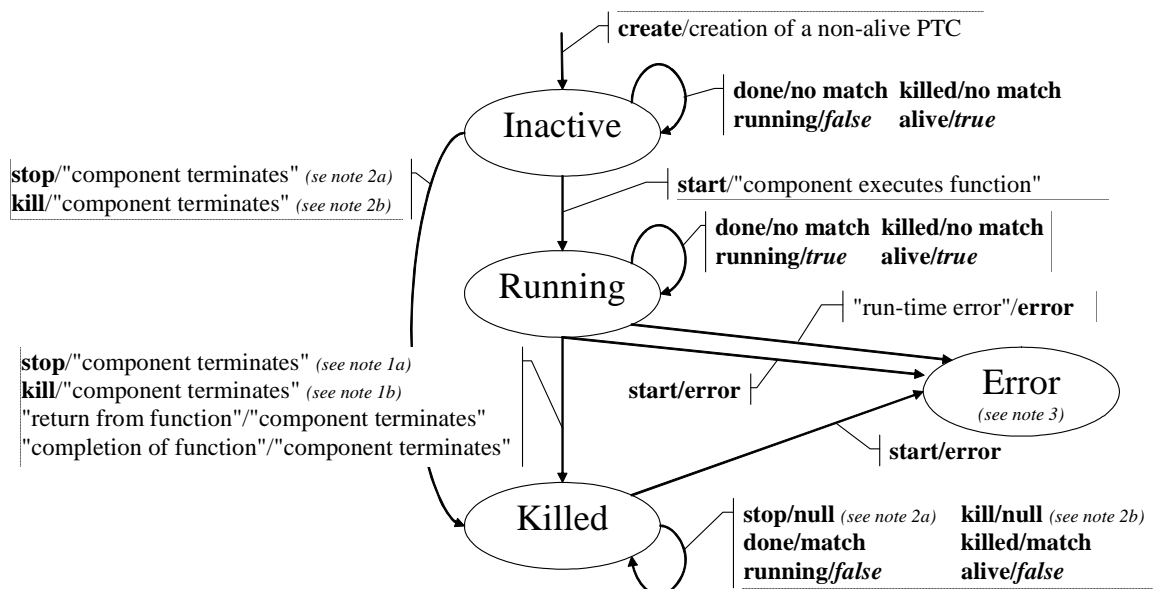 create/creation of a non-alive PTC
done/no match killed/no match
running/false alive/true
Inactive
stop/"component terminates" (se note 2a)
kill/"component terminates" (see note 2b)
start/"component executes function"
done/no match killed/no match
running/true alive/true
Running
"run-time error"/error
stop/"component terminates" (see note 1a)
kill/"component terminates" (see note 1b)
"return from function"/"component terminates"
"completion of function"/"component terminates"
start/error
Error
(see note 3)
start/error
Killed
stop/null (see note 2a) kill/null (see note 2b)
done/match killed/match
running/false alive/false